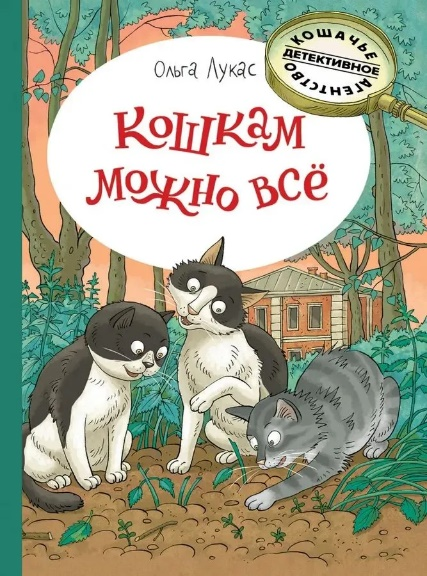 Ольга Лукас
КОШАЧЬЕ
ДЕТЕКТИВНОЕ
АГЕНТСТВО
Кошкам
можно всё